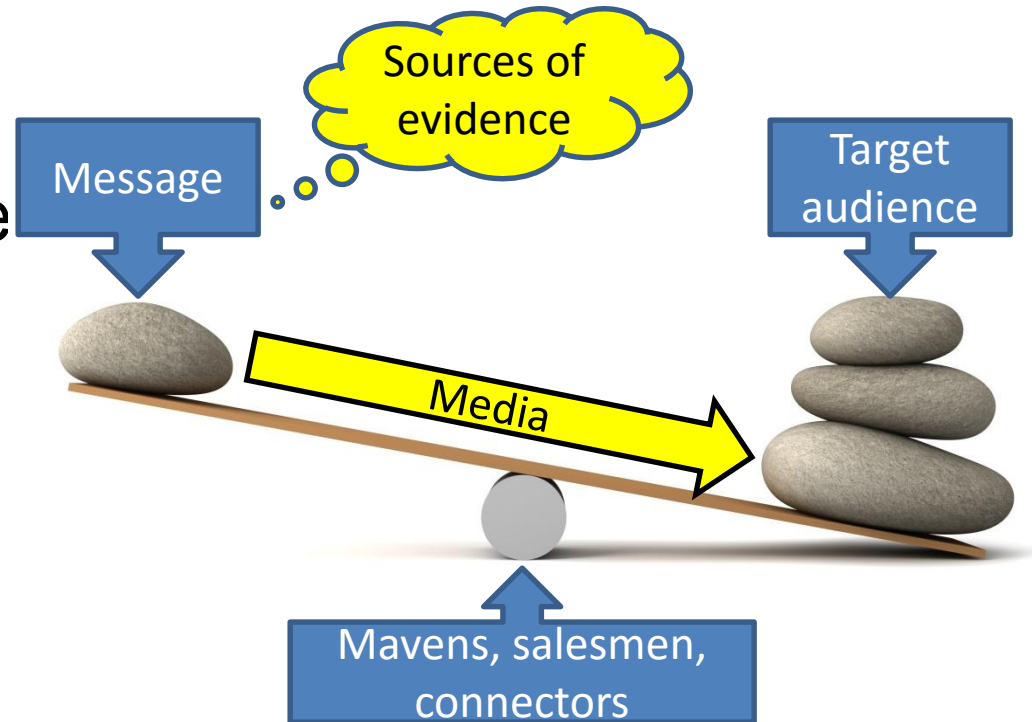 Sources of
evidence
Message
Target
audience
e
Media
Mavens, salesmen,
connectors